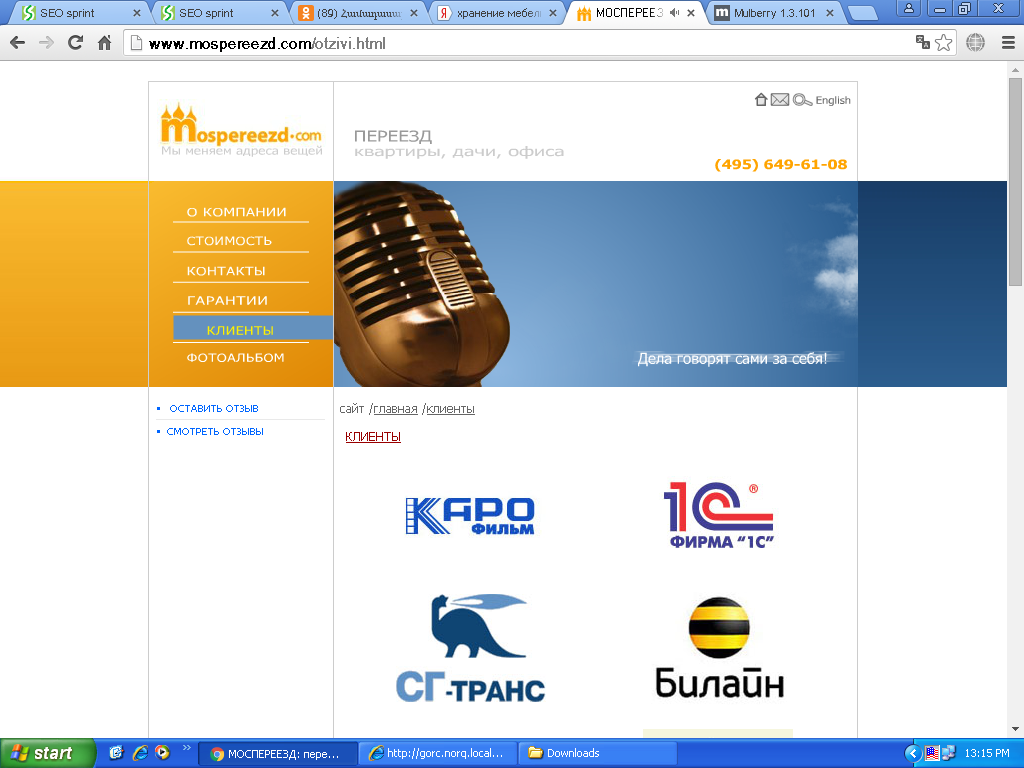 SEO sprint
SEO sprint
(89) Համադաս
хранение мебел
МОСПЕРЕЕЗ
Mulberry 1.3.101
www.mospereezd.com/otzivi.html
mospereezd.com
Мы меняем адреса вещей
ПЕРЕЕЗД
квартиры, дачи, офиса
English
(495) 649-61-08
О КОМПАНИИ
СТОИМОСТЬ
КОНТАКТЫ
ГАРАНТИИ
КЛИЕНТЫ
ФОТОАЛЬБОМ
Дела говорят сами за себя!
ОСТАВИТЬ ОТЗЫВ
СМОТРЕТЬ ОТЗЫВЫ
сайт /главная /клиенты
КЛИЕНТЫ
КАРО
ФИЛЬМ
1С ®
ФИРМА "1С"
СГ-ТРАНС
Билайн
start
МОСПЕРЕЕЗД: пере...
http://gorc.norq.local...
Downloads
13:15 PM